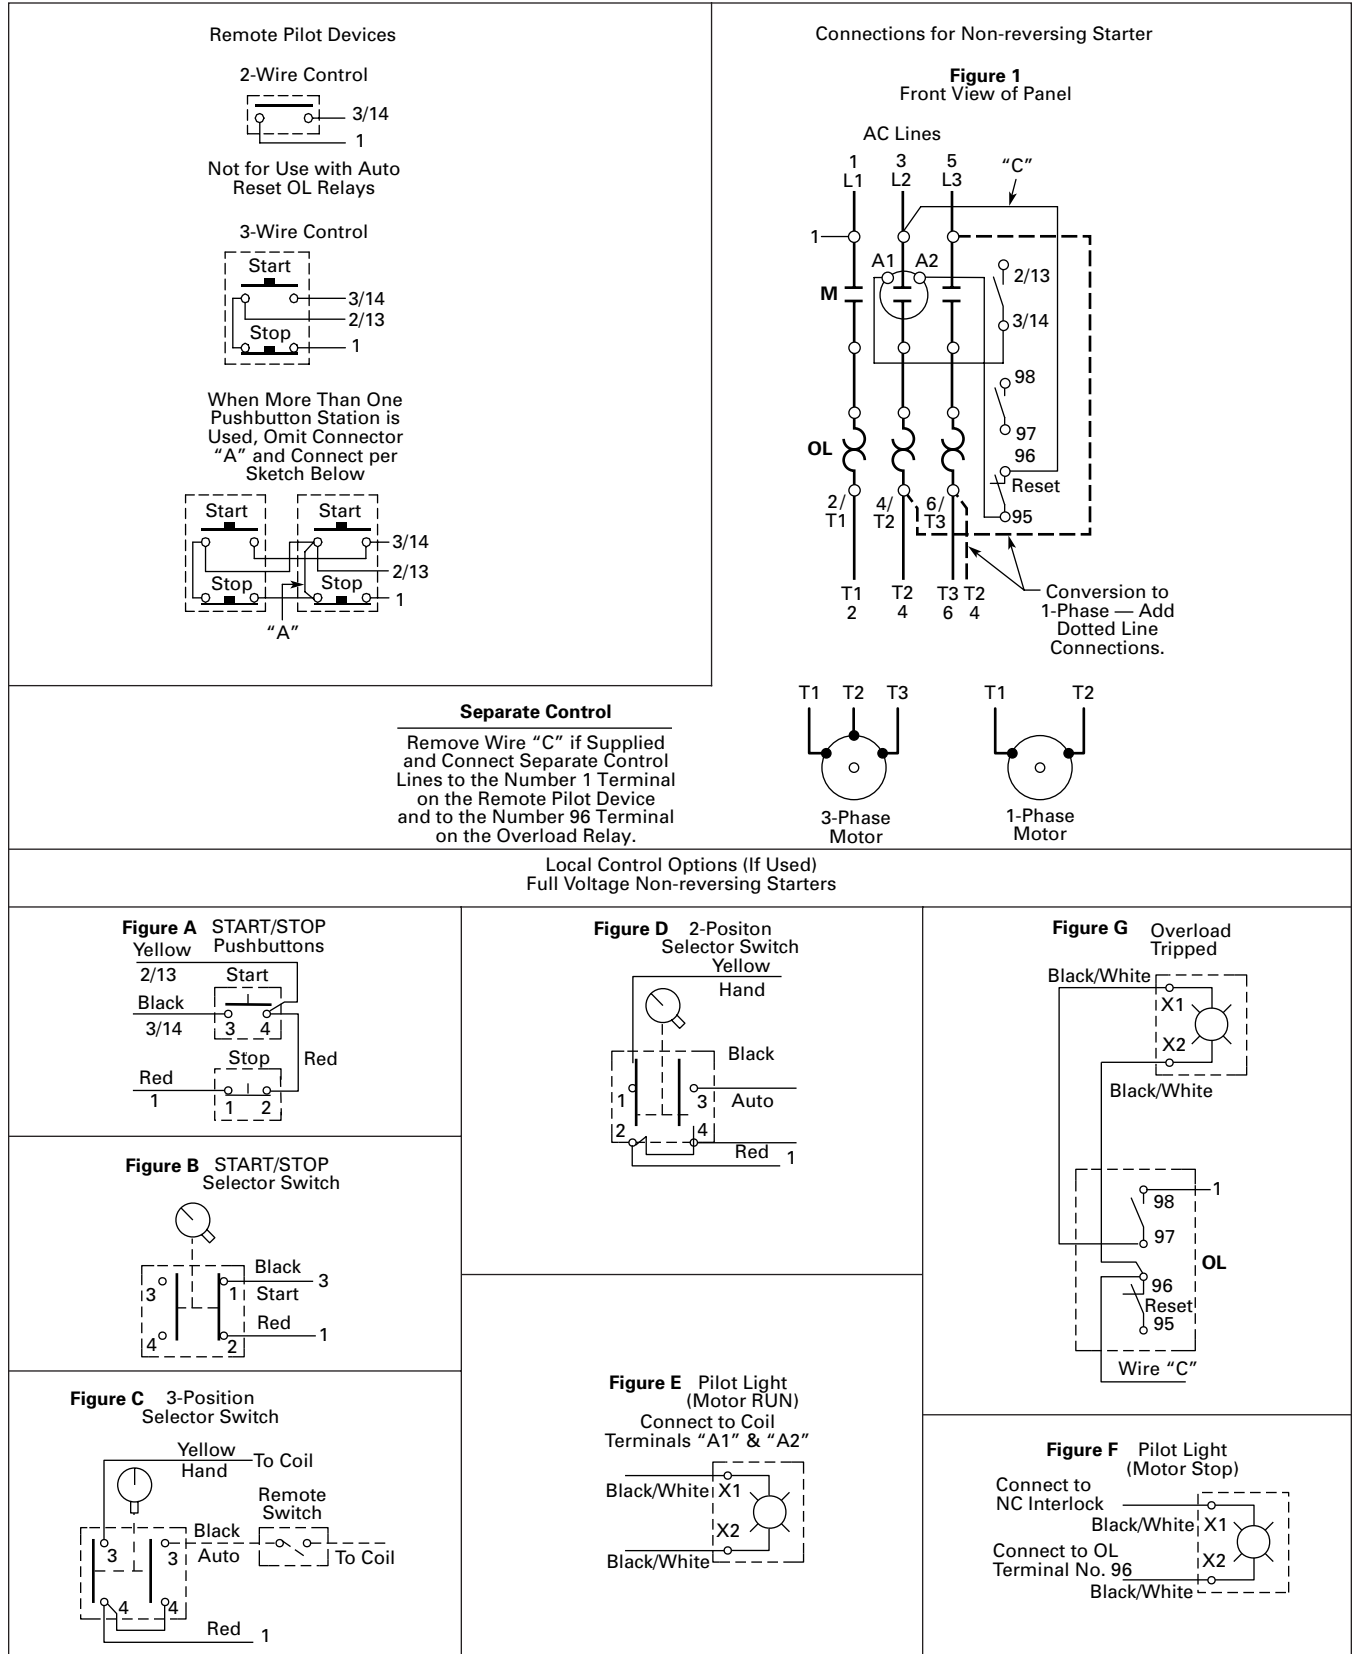 Remote Pilot Devices
2-Wire Control
3/14
1
Not for Use with Auto
Reset OL Relays
3-Wire Control
Start
3/14
2/13
Stop
1
When More Than One
Pushbutton Station is
Used, Omit Connector
“A” and Connect per
Sketch Below
Start Start
3/14
2/13
Stop Stop
1
“A”
Connections for Non-reversing Starter
Figure 1
Front View of Panel
AC Lines
1 3 5
L1 L2 L3
“C”
1
A1 A2
2/13
M
3/14
98
97
OL
96
Reset
2/ 4/ 6/
T1 T2 T3
95
T1 T2 T3 T2
2 4 6 4
Conversion to
1-Phase — Add
Dotted Line
Connections.
T1 T2 T3
3-Phase
Motor
T1 T2
1-Phase
Motor
Separate Control
Remove Wire “C” if Supplied
and Connect Separate Control
Lines to the Number 1 Terminal
on the Remote Pilot Device
and to the Number 96 Terminal
on the Overload Relay.
Local Control Options (If Used)
Full Voltage Non-reversing Starters
Figure A START/STOP
Pushbuttons
Yellow
2/13 Start
Black
3/14 3 4
Stop Red
Red
1 1 2
Figure B START/STOP
Selector Switch
Black
3
3 1 Start
Red
1
4 2
Figure C 3-Position
Selector Switch
Yellow
To Coil
Hand
Remote
Switch
Black
3 3 Auto To Coil
4 4
Red 1
Figure D 2-Positon
Selector Switch
Yellow
Hand
Black
1 3 Auto
2 4
Red 1
Figure E Pilot Light
(Motor RUN)
Connect to Coil
Terminals “A1” & “A2”
Black/White X1
X2
Black/White
Figure G Overload
Tripped
Black/White
X1
X2
Black/White
1
98
97
OL
96
Reset
95
Wire “C”
Figure F Pilot Light
(Motor Stop)
Connect to
NC Interlock
Black/White X1
Connect to OL
Terminal No. 96
X2
Black/White